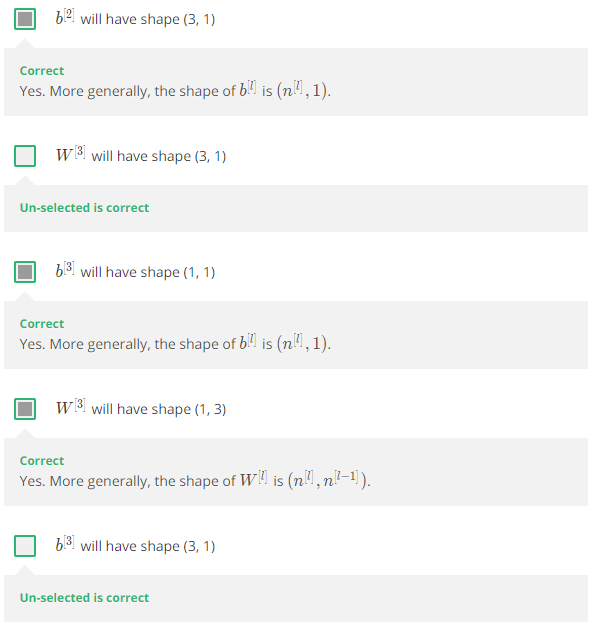 b^[2] will have shape (3, 1)
Correct
Yes. More generally, the shape of b^[l] is (n^[l], 1).
W^[3] will have shape (3, 1)
Un-selected is correct
b^[3] will have shape (1, 1)
Correct
Yes. More generally, the shape of b^[l] is (n^[l], 1).
W^[3] will have shape (1, 3)
Correct
Yes. More generally, the shape of W^[l] is (n^[l], n^[l−1]).
b^[3] will have shape (3, 1)
Un-selected is correct